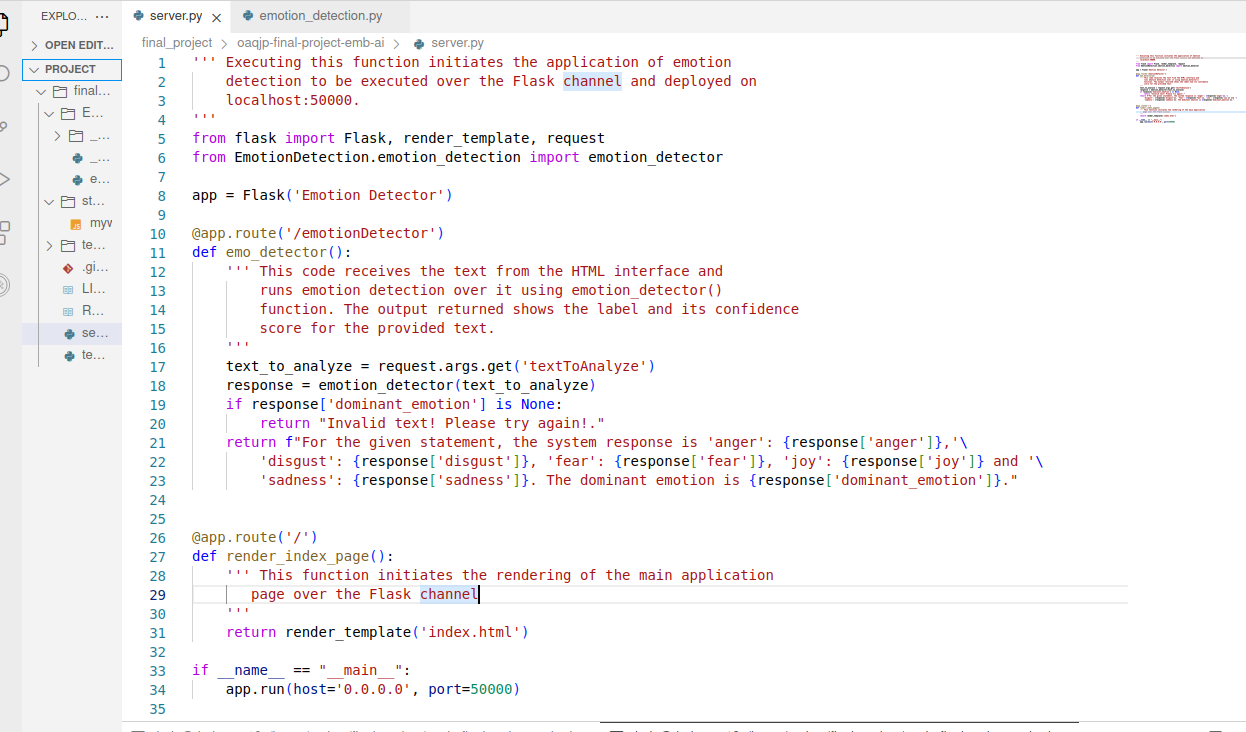 EXPLO... ···
server.py
emotion_detection.py
OPEN EDIT...
final_project > oaqjp-final-project-emb-ai > server.py
PROJECT
final...
E...
_...
_...
e...
st...
myv
te...
.gi...
LI...
R...
se...
te...
1 ''' Executing this function initiates the application of emotion
2 detection to be executed over the Flask channel and deployed on
3 localhost:50000.
4 '''
5 from flask import Flask, render_template, request
6 from EmotionDetection.emotion_detection import emotion_detector
7
8 app = Flask('Emotion Detector')
9
10 @app.route('/emotionDetector')
11 def emo_detector():
12 ''' This code receives the text from the HTML interface and
13 runs emotion detection over it using emotion_detector()
14 function. The output returned shows the label and its confidence
15 score for the provided text.
16 '''
17 text_to_analyze = request.args.get('textToAnalyze')
18 response = emotion_detector(text_to_analyze)
19 if response['dominant_emotion'] is None:
20 return "Invalid text! Please try again!."
21 return f"For the given statement, the system response is 'anger': {response['anger']},'\
22 'disgust': {response['disgust']}, 'fear': {response['fear']}, 'joy': {response['joy']} and '\
23 'sadness': {response['sadness']}. The dominant emotion is {response['dominant_emotion']}."
24
25
26 @app.route('/')
27 def render_index_page():
28 ''' This function initiates the rendering of the main application
29 page over the Flask channel
30 '''
31 return render_template('index.html')
32
33 if __name__ == "__main__":
34 app.run(host='0.0.0.0', port=50000)
35